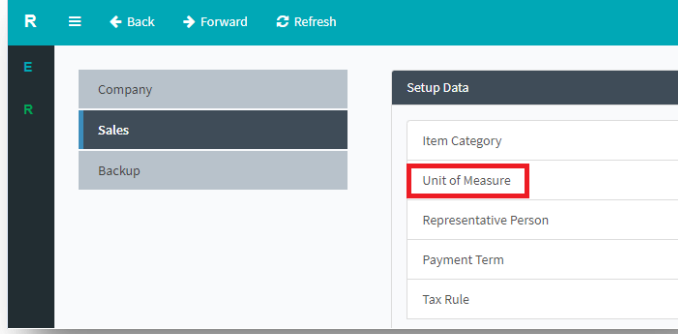 R Back Forward Refresh
E
R
Company
Sales
Backup
Setup Data
Item Category
Unit of Measure
Representative Person
Payment Term
Tax Rule